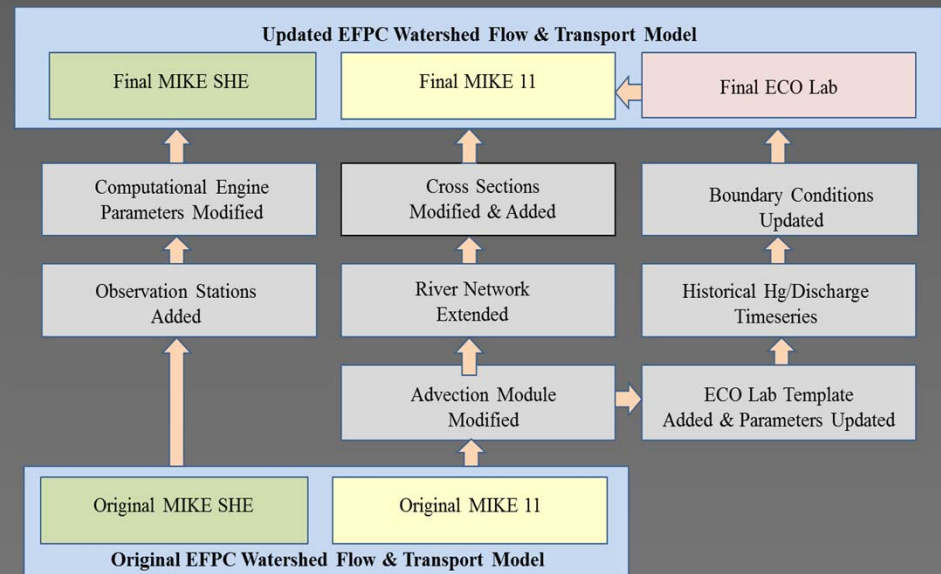 Updated EFPC Watershed Flow & Transport Model
Final MIKE SHE
Final MIKE 11
Final ECO Lab
Computational Engine
Parameters Modified
Cross Sections
Modified & Added
Boundary Conditions
Updated
Observation Stations
Added
River Network
Extended
Historical Hg/Discharge
Timeseries
Advection Module
Modified
ECO Lab Template
Added & Parameters Updated
Original MIKE SHE
Original MIKE 11
Original EFPC Watershed Flow & Transport Model